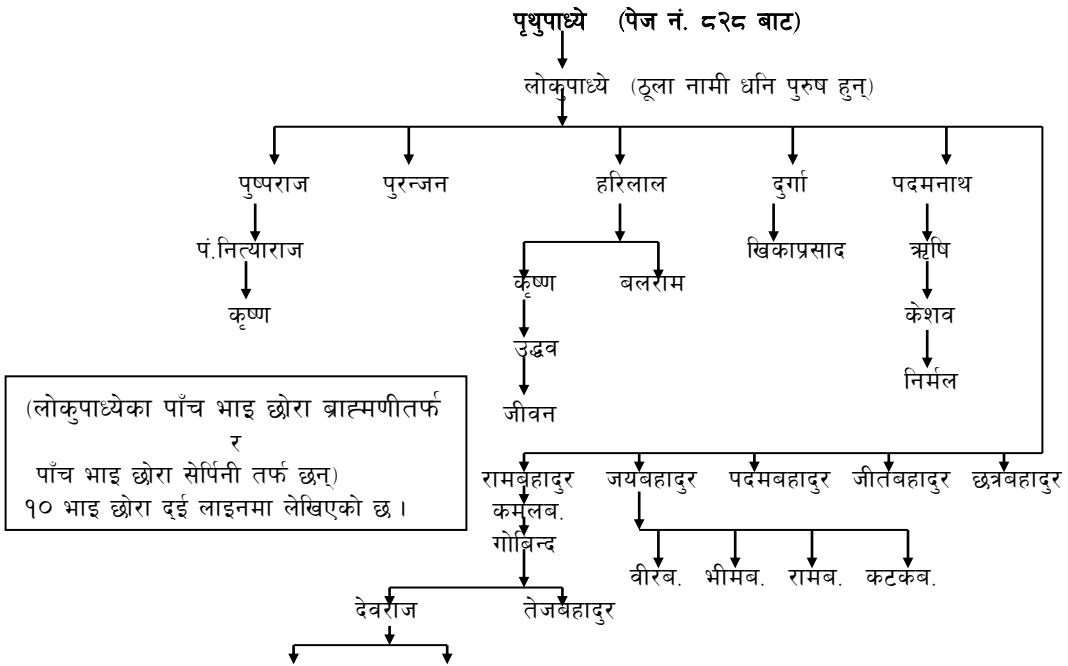 पृथुपाध्ये (पेज नं. ८२८ बाट)
लोकुपाध्ये (ठूला नामी धनि पुरुष हुन्)
पुष्पराज पुरन्जन हरिलाल दुर्गा पदमनाथ
पं.नित्याराज खिकाप्रसाद ऋषि
कृष्ण बलराम
कृष्ण केशव
उद्धव
निर्मल
जीवन
(लोकुपाध्येका पाँच भाइ छोरा ब्राह्मणीतर्फ
र
पाँच भाइ छोरा सेर्पिनी तर्फ छन्)
१० भाइ छोरा द्ई लाइनमा लेखिएको छ ।
रामबहादुर जयबहादुर पदमबहादुर जीतबहादुर छत्रबहादुर
कमलब.
गोबिन्द
वीरब. भीमब. रामब. कटकब.
देवराज तेजबहादुर